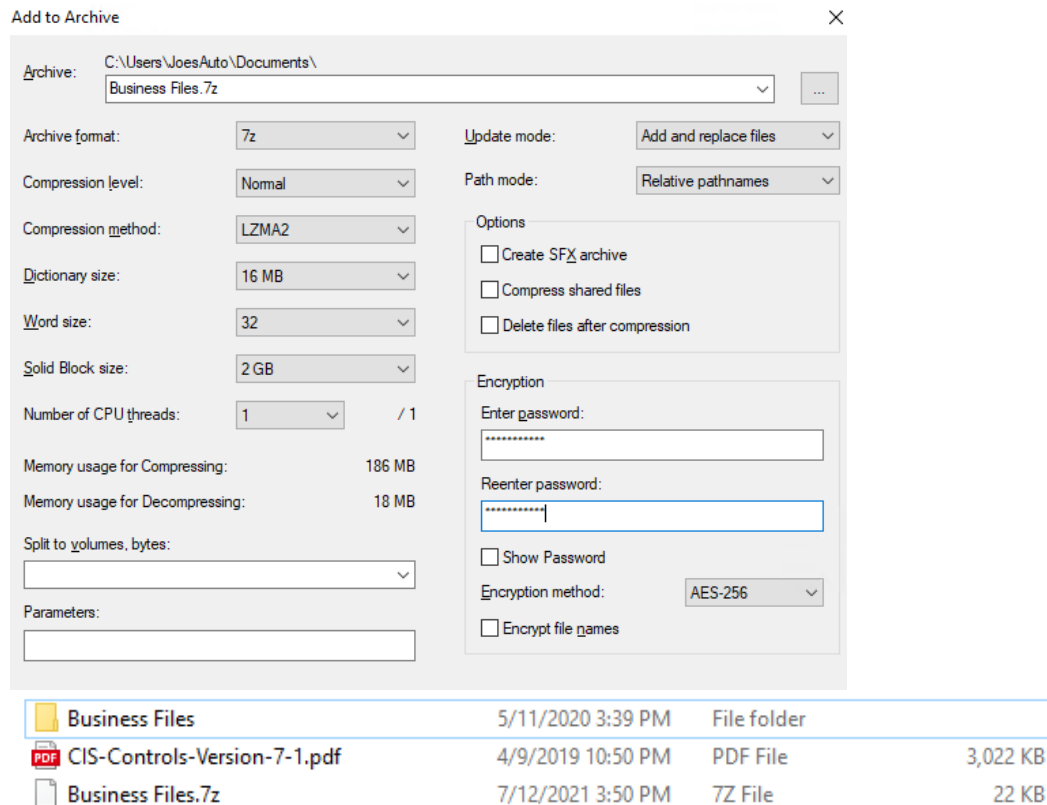 Add to Archive
Archive:
C:\Users\JoesAuto\Documents\
Business Files.7z
...
Archive format:
7z
Compression level:
Normal
Compression method:
LZMA2
Dictionary size:
16 MB
Word size:
32
Solid Block size:
2 GB
Number of CPU threads:
1
/ 1
Memory usage for Compressing:
186 MB
Memory usage for Decompressing:
18 MB
Split to volumes, bytes:
Parameters:
Update mode:
Add and replace files
Path mode:
Relative pathnames
Options
Create SFX archive
Compress shared files
Delete files after compression
Encryption
Enter password:
***********
Reenter password:
***********
Show Password
Encryption method:
AES-256
Encrypt file names
Business Files 5/11/2020 3:39 PM File folder
PDF CIS-Controls-Version-7-1.pdf 4/9/2019 10:50 PM PDF File 3,022 KB
Business Files.7z 7/12/2021 3:50 PM 7Z File 22 KB